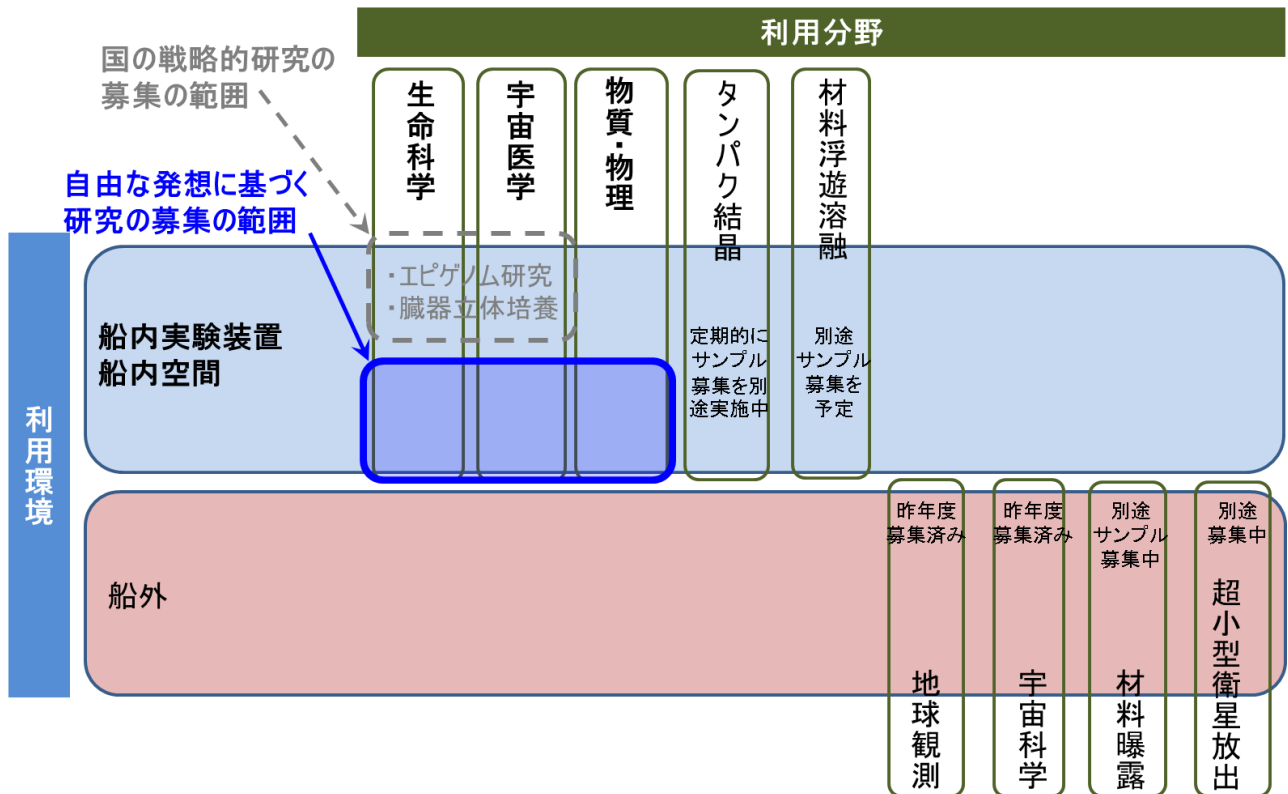 利用分野
国の戦略的研究の
募集の範囲
自由な発想に基づく
研究の募集の範囲
生命科学
宇宙医学
物質・物理
タンパク結晶
材料浮遊溶融
利用環境
船内実験装置
船内空間
・エピゲノム研究
・臓器立体培養
定期的に
サンプル
募集を別
途実施中
別途
サンプル
募集を
予定
船外
昨年度
募集済み
昨年度
募集済み
別途
サンプル
募集中
別途
募集中
地球観測
宇宙科学
材料曝露
超小型衛星放出